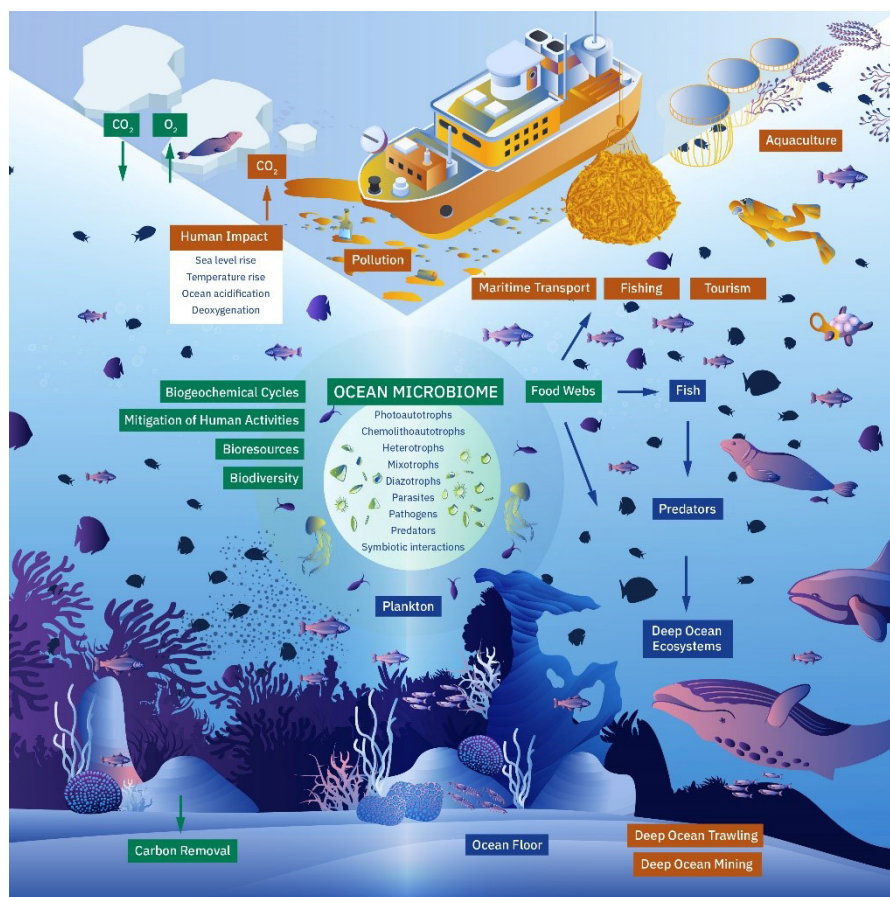 CO₂
O₂
CO₂
Aquaculture
Human Impact
Sea level rise
Temperature rise
Ocean acidification
Deoxygenation
Pollution
Maritime Transport
Fishing
Tourism
Biogeochemical Cycles
Mitigation of Human Activities
Bioresources
Biodiversity
OCEAN MICROBIOME
Photoautotrophs
Chemolithoautotrophs
Heterotrophs
Mixotrophs
Diazotrophs
Parasites
Pathogens
Predators
Symbiotic interactions
Plankton
Food Webs
Fish
Predators
Deep Ocean
Ecosystems
Carbon Removal
Ocean Floor
Deep Ocean Trawling
Deep Ocean Mining